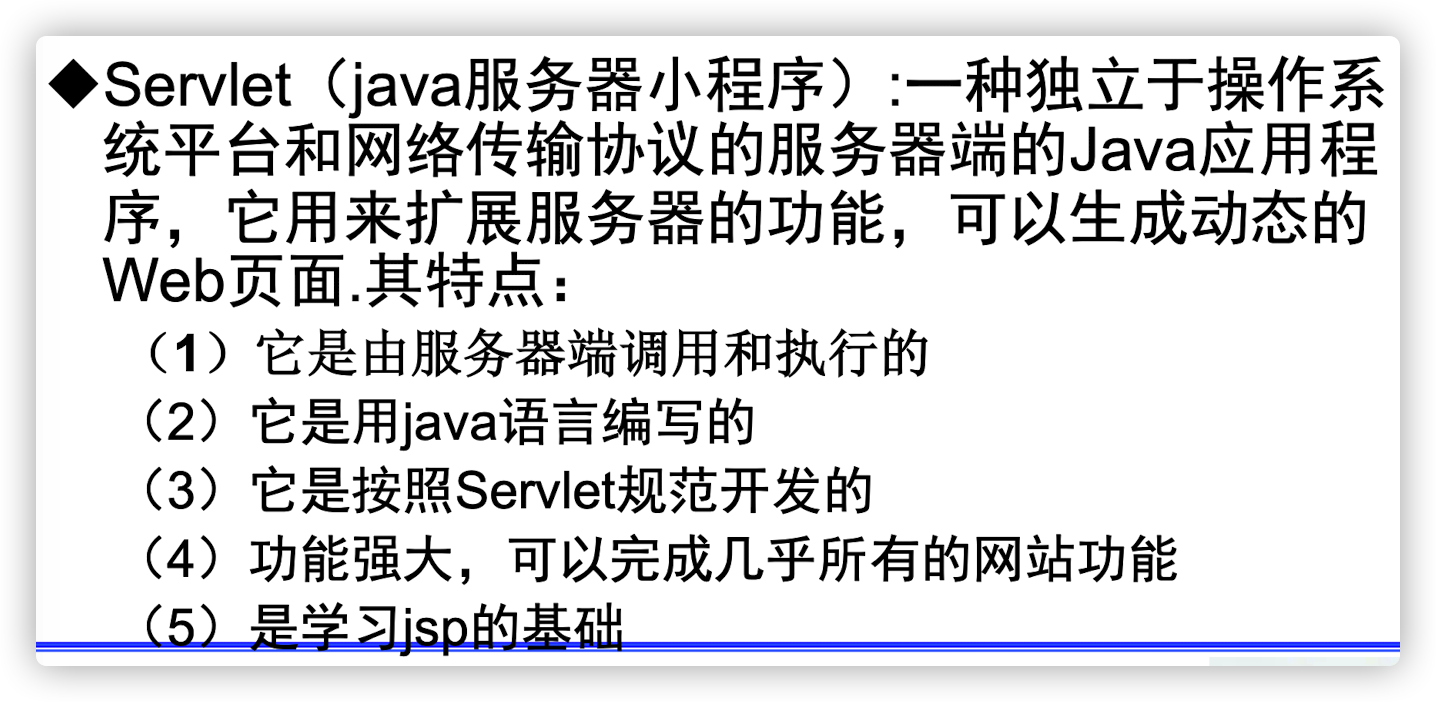 ◆Servlet（java服务器小程序）:一种独立于操作系
统平台和网络传输协议的服务器端的Java应用程
序，它用来扩展服务器的功能，可以生成动态的
Web页面.其特点：
（1）它是由服务器端调用和执行的
（2）它是用java语言编写的
（3）它是按照Servlet规范开发的
（4）功能强大，可以完成几乎所有的网站功能
（5）是学习jsp的基础